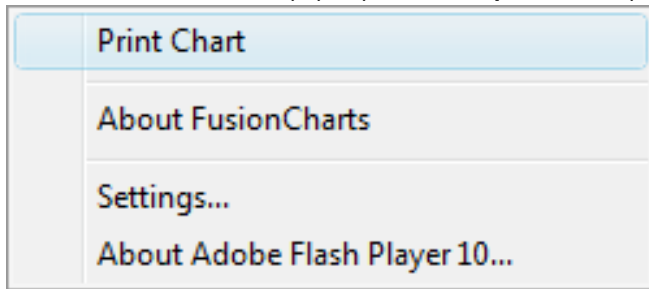 Print Chart
About FusionCharts
Settings...
About Adobe Flash Player 10...